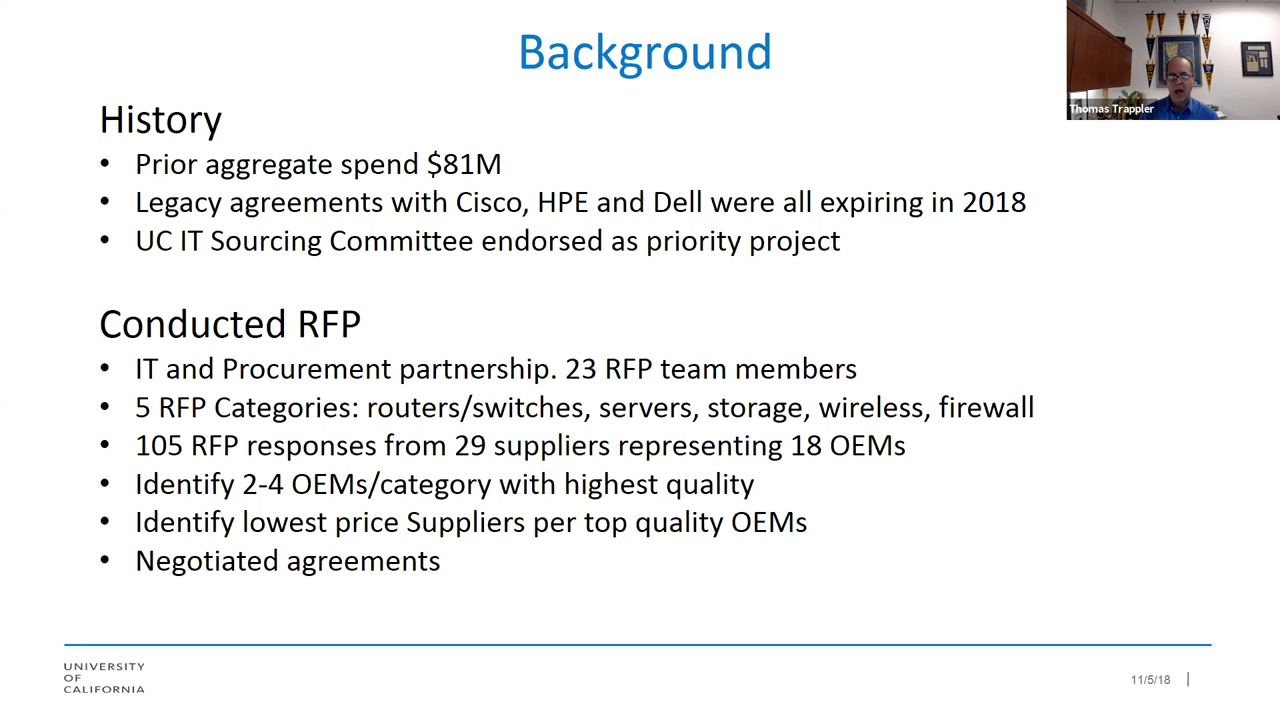 Background
Thomas Trappler
History
• Prior aggregate spend $81M
• Legacy agreements with Cisco, HPE and Dell were all expiring in 2018
• UC IT Sourcing Committee endorsed as priority project
Conducted RFP
• IT and Procurement partnership. 23 RFP team members
• 5 RFP Categories: routers/switches, servers, storage, wireless, firewall
• 105 RFP responses from 29 suppliers representing 18 OEMs
• Identify 2-4 OEMs/category with highest quality
• Identify lowest price Suppliers per top quality OEMs
• Negotiated agreements
UNIVERSITY
OF
CALIFORNIA
11/5/18 |